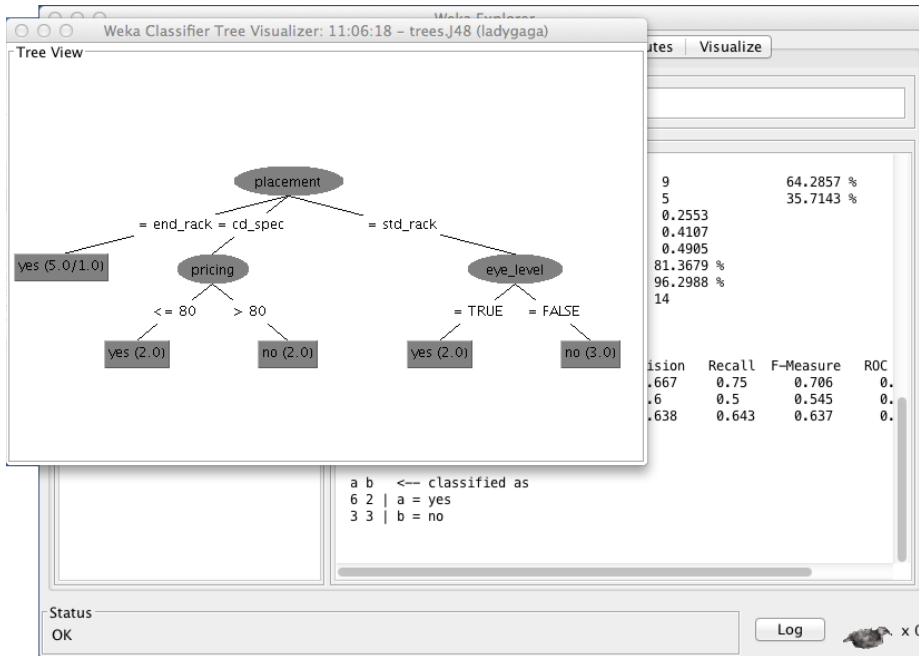 Weka Explorer
Weka Classifier Tree Visualizer: 11:06:18 – trees.J48 (ladygaga)
Tree View
utes Visualize
placement
= end_rack = cd_spec = std_rack
yes (5.0/1.0) pricing eye_level
<= 80 > 80 = TRUE = FALSE
yes (2.0) no (2.0) yes (2.0) no (3.0)
9 64.2857 %
5 35.7143 %
0.2553
0.4107
0.4905
81.3679 %
96.2988 %
14
ision Recall F-Measure ROC
.667 0.75 0.706 0.
.6 0.5 0.545 0.
.638 0.643 0.637 0.
a b <-- classified as
6 2 | a = yes
3 3 | b = no
Status
OK
Log
x 0